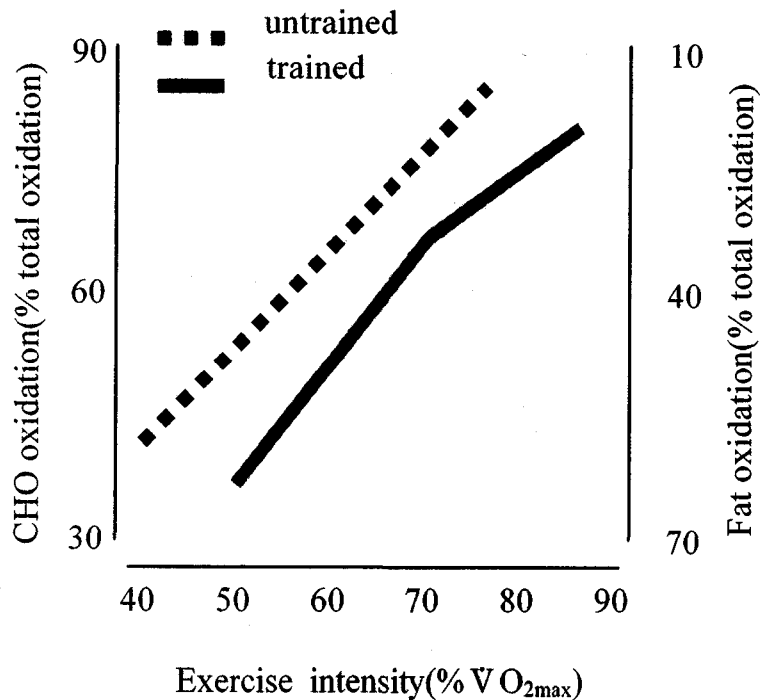 untrained
trained
90
60
30
CHO oxidation(% total oxidation)
10
40
70
Fat oxidation(% total oxidation)
40 50 60 70 80 90
Exercise intensity(% V̇O₂max)